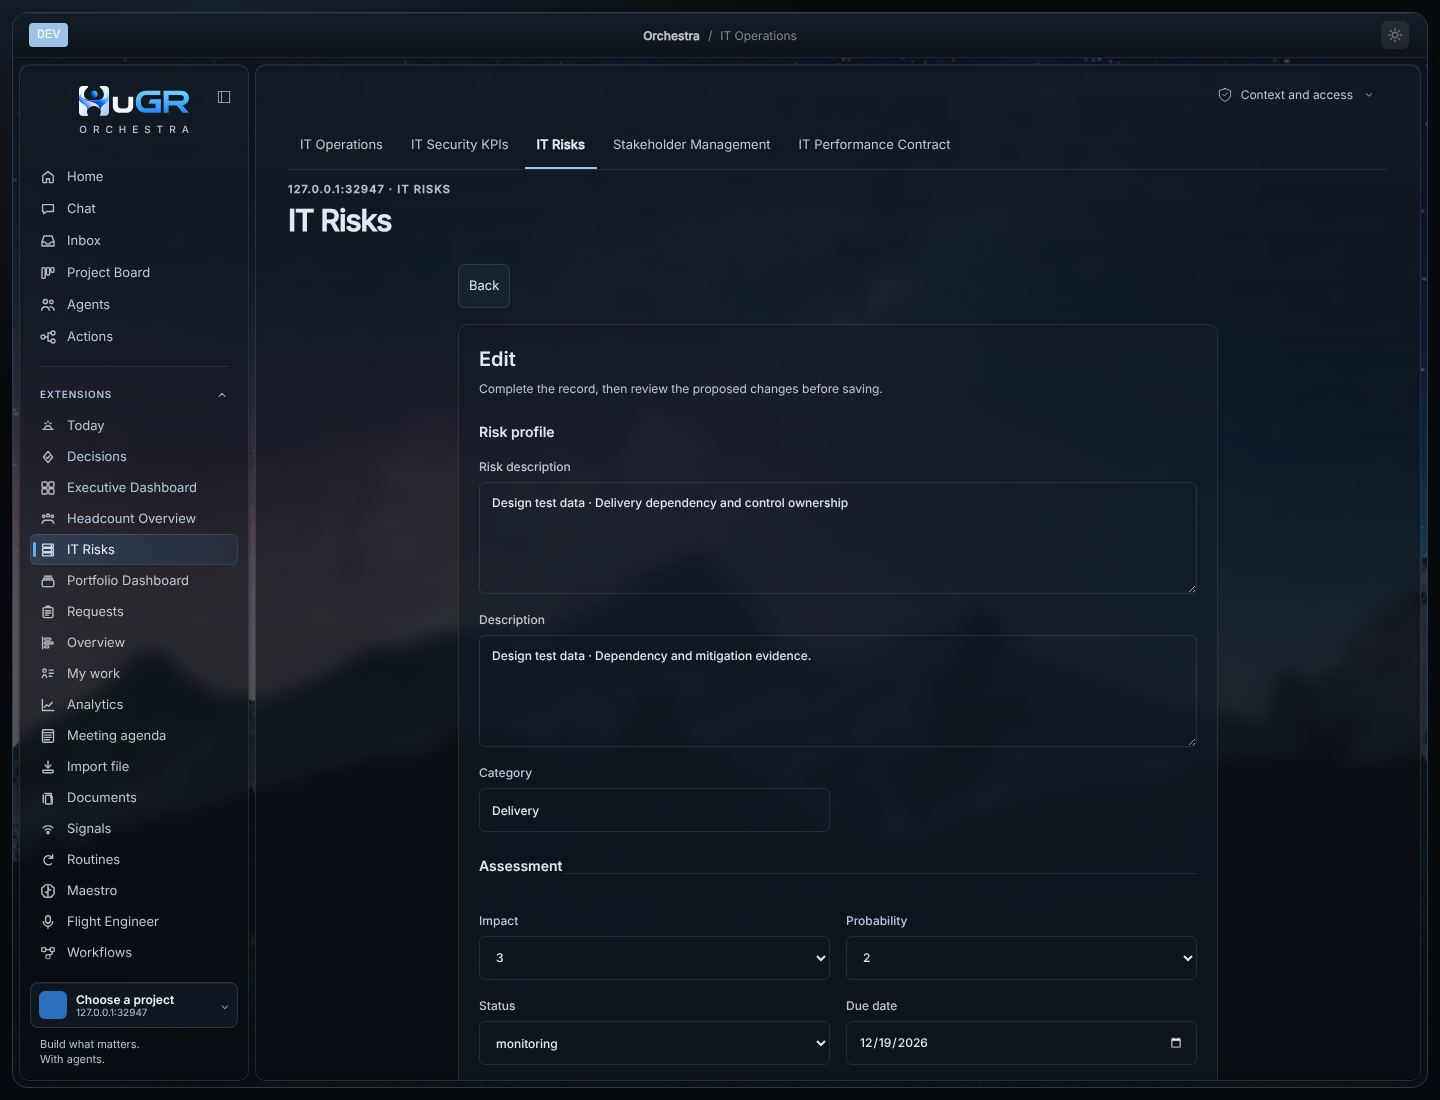 DEV
Orchestra / IT Operations
HuGR
ORCHESTRA
Home
Chat
Inbox
Project Board
Agents
Actions
EXTENSIONS
Today
Decisions
Executive Dashboard
Headcount Overview
IT Risks
Portfolio Dashboard
Requests
Overview
My work
Analytics
Meeting agenda
Import file
Documents
Signals
Routines
Maestro
Flight Engineer
Workflows
Choose a project
127.0.0.1:32947
Build what matters.
With agents.
Context and access
IT Operations IT Security KPIs IT Risks Stakeholder Management IT Performance Contract
127.0.0.1:32947 · IT RISKS
IT Risks
Back
Edit
Complete the record, then review the proposed changes before saving.
Risk profile
Risk description
Design test data · Delivery dependency and control ownership
Description
Design test data · Dependency and mitigation evidence.
Category
Delivery
Assessment
Impact Probability
3 2
Status Due date
monitoring 12/19/2026